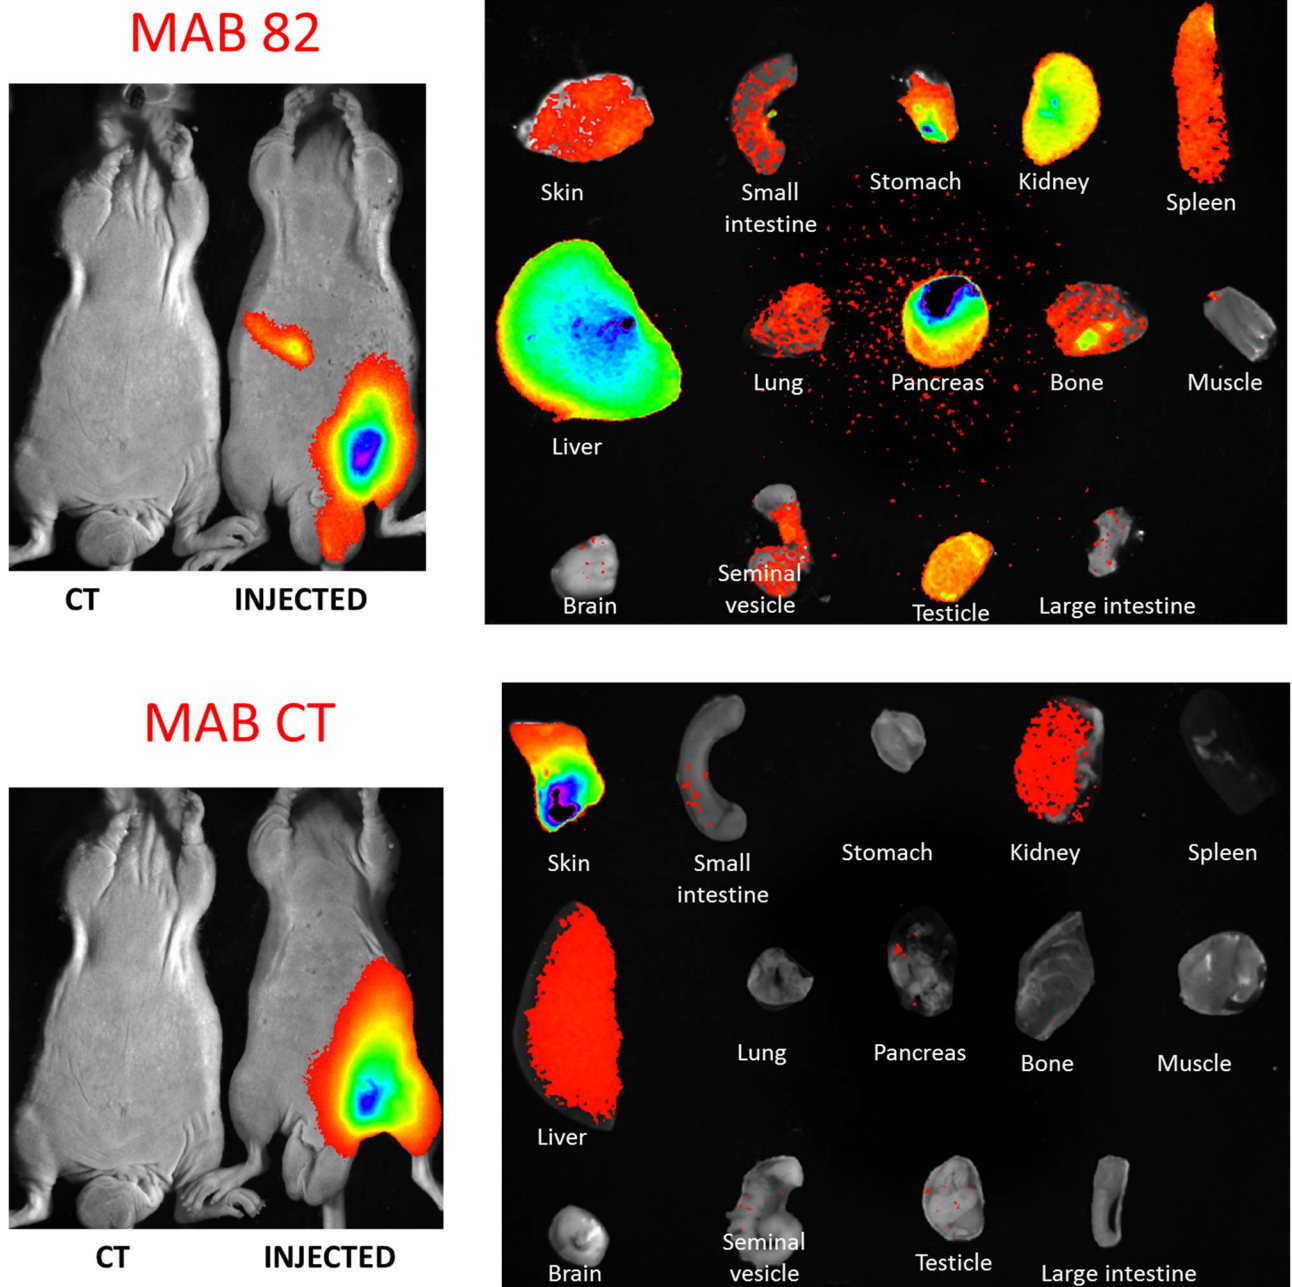 MAB 82
Skin
Small
intestine
Stomach
Kidney
Spleen
Liver
Lung
Pancreas
Bone
Muscle
Brain
Seminal
vesicle
Testicle
Large intestine
CT
INJECTED
MAB CT
Skin
Small
intestine
Stomach
Kidney
Spleen
Liver
Lung
Pancreas
Bone
Muscle
Brain
Seminal
vesicle
Testicle
Large intestine
CT
INJECTED